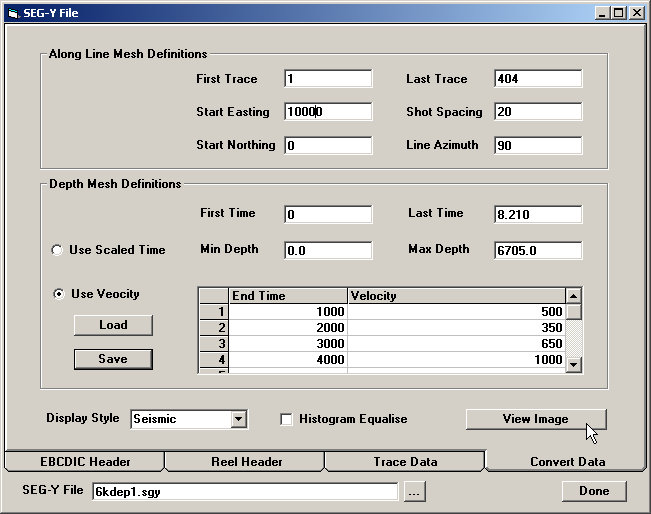 SEG-Y File
Along Line Mesh Definitions
First Trace 1 Last Trace 404
Start Easting 10000 Shot Spacing 20
Start Northing 0 Line Azimuth 90
Depth Mesh Definitions
First Time 0 Last Time 8.210
Use Scaled Time Min Depth 0.0 Max Depth 6705.0
Use Veocity
End Time Velocity
1 1000 500
Load
2 2000 350
3 3000 650
Save
4 4000 1000
Display Style Seismic Histogram Equalise View Image
EBCDIC Header Reel Header Trace Data Convert Data
SEG-Y File 6kdep1.sgy ... Done